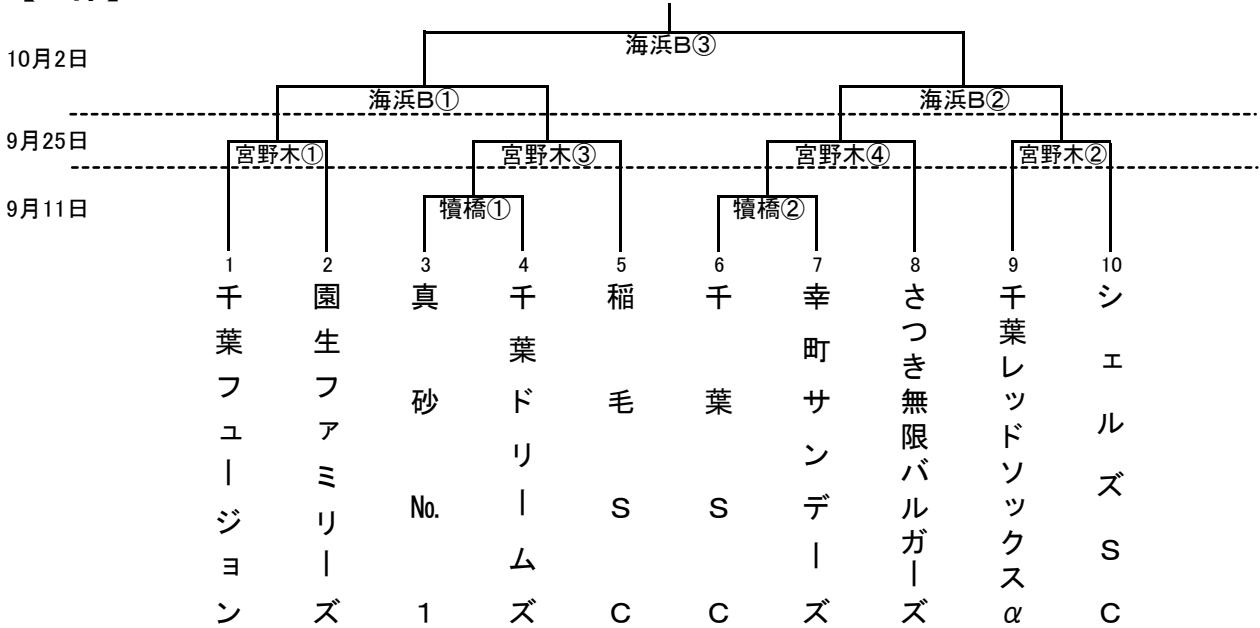 海浜B③
10月2日
海浜B①
海浜B②
9月25日
宮野木①
宮野木③
宮野木④
宮野木②
9月11日
犢橋①
犢橋②
1
2
3
4
5
6
7
8
9
10
千葉フュージョン
園生ファミリーズ
真砂№1
千葉ドリームズ
稲毛SC
千葉SC
幸町サンデーズ
さつき無限バルガーズ
千葉レッドソックスα
シェルズSC